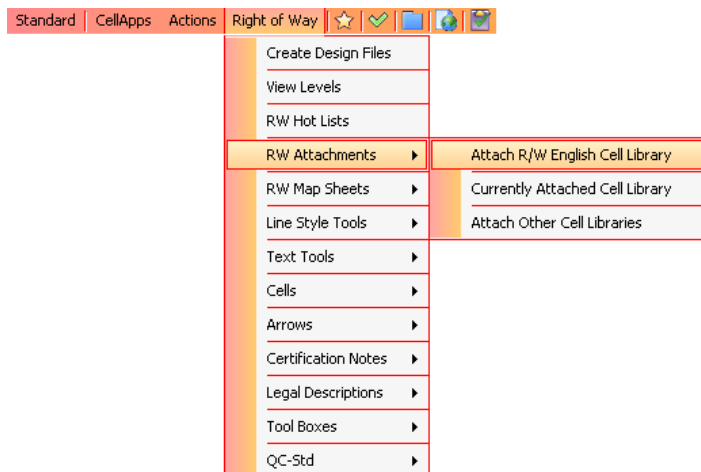 Standard CellApps Actions Right of Way
Create Design Files
View Levels
RW Hot Lists
RW Attachments Attach R/W English Cell Library
RW Map Sheets Currently Attached Cell Library
Line Style Tools Attach Other Cell Libraries
Text Tools
Cells
Arrows
Certification Notes
Legal Descriptions
Tool Boxes
QC-Std